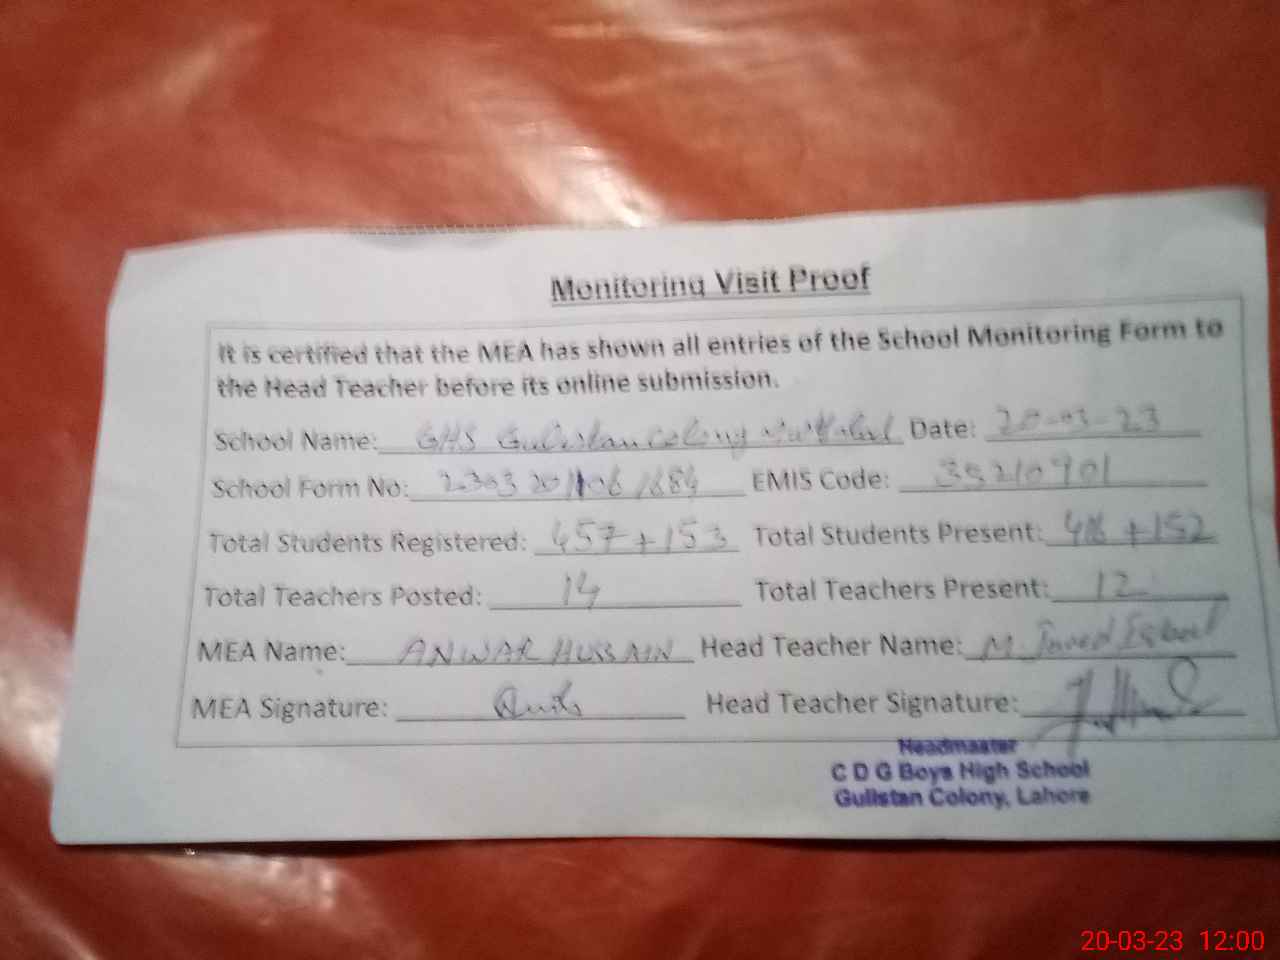 Monitoring Visit Proof
It is certified that the MEA has shown all entries of the School Monitoring Form to
the Head Teacher before its online submission.
School Name: GHS Gulistan Colony Date: 20-03-23
School Form No: EMIS Code: 35210901
Total Students Registered: 457+153 Total Students Present: +152
Total Teachers Posted: 14 Total Teachers Present: 12
MEA Name: ANWAR HUSSAIN Head Teacher Name: M. Javed Iqbal
MEA Signature: Head Teacher Signature:
Headmaster
C D G Boys High School
Gulistan Colony, Lahore
20-03-23 12:00